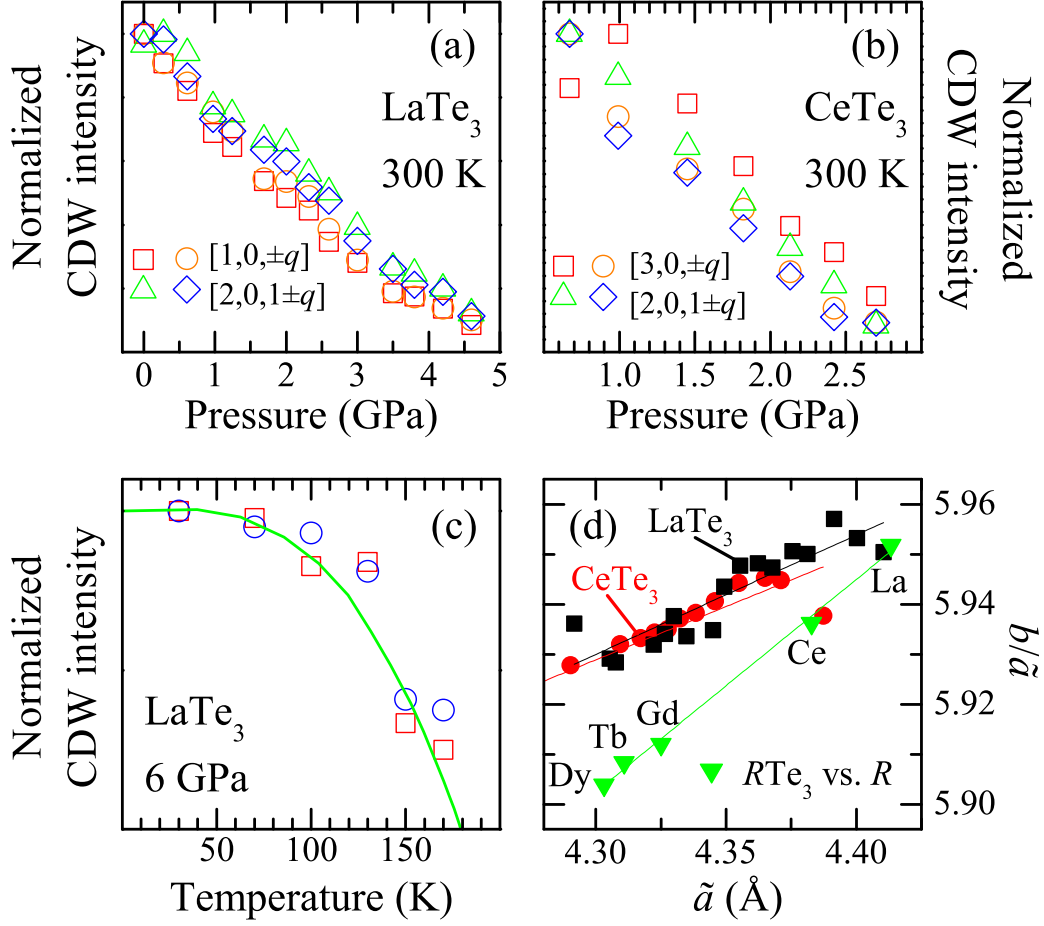 Normalized
CDW intensity
(a)
LaTe3
300 K
[1,0,±q]
[2,0,1±q]
0 1 2 3 4 5
Pressure (GPa)
(b)
CeTe3
300 K
[3,0,±q]
[2,0,1±q]
1.0 1.5 2.0 2.5
Pressure (GPa)
Normalized
CDW intensity
Normalized
CDW intensity
(c)
LaTe3
6 GPa
50 100 150
Temperature (K)
(d)
LaTe3
CeTe3
La
Ce
Gd
Tb
Dy
RTe3 vs. R
5.96
5.94
5.92
5.90
b/ã
4.30 4.35 4.40
ã (Å)